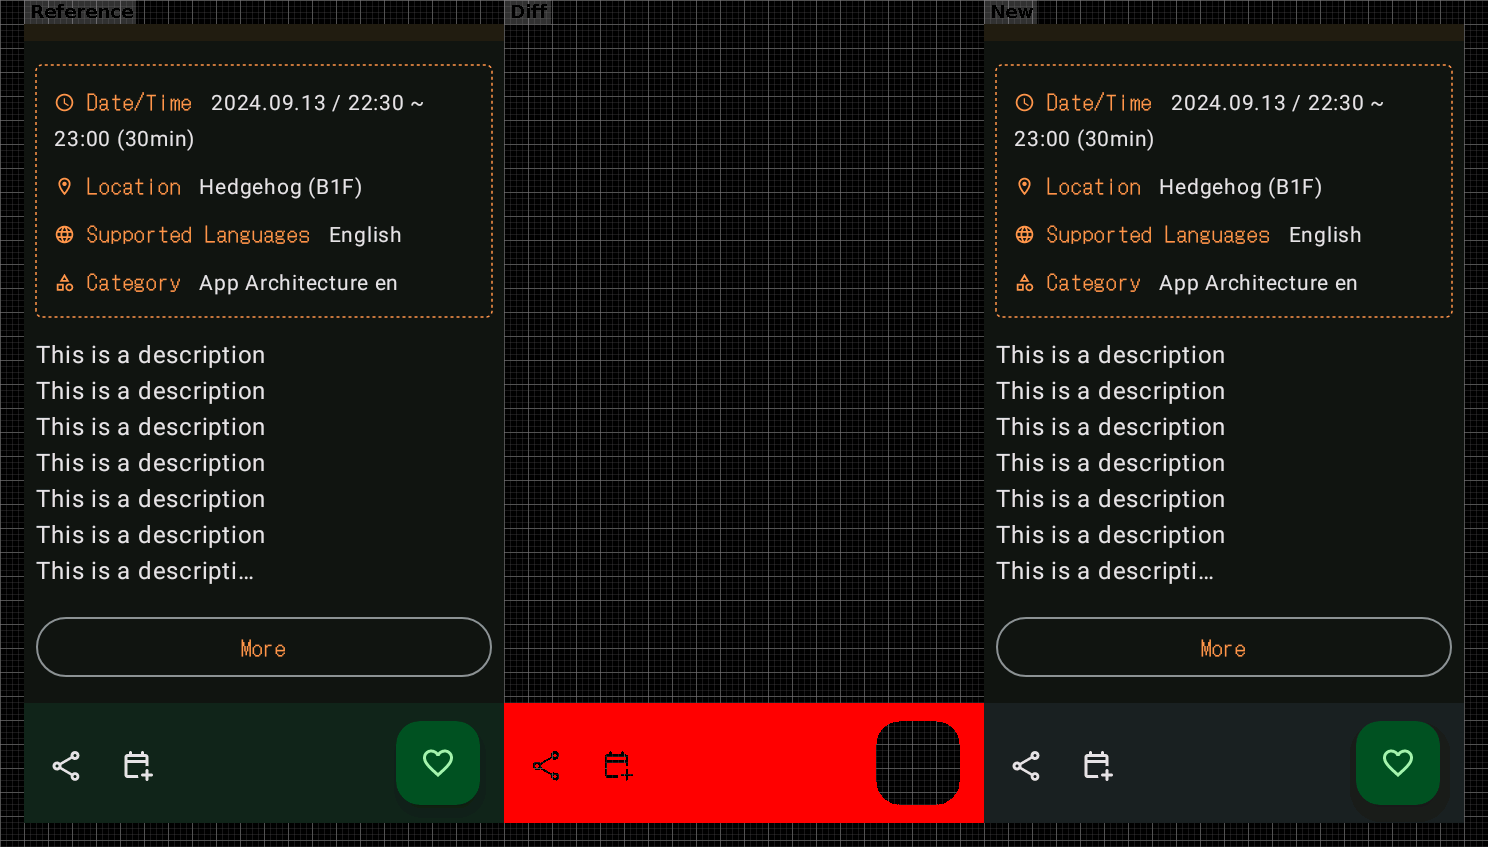 Reference
Date/Time 2024.09.13 / 22:30 ~
23:00 (30min)
Location Hedgehog (B1F)
Supported Languages English
Category App Architecture en
This is a description
This is a description
This is a description
This is a description
This is a description
This is a description
This is a descripti…
More
Diff
New
Date/Time 2024.09.13 / 22:30 ~
23:00 (30min)
Location Hedgehog (B1F)
Supported Languages English
Category App Architecture en
This is a description
This is a description
This is a description
This is a description
This is a description
This is a description
This is a descripti…
More